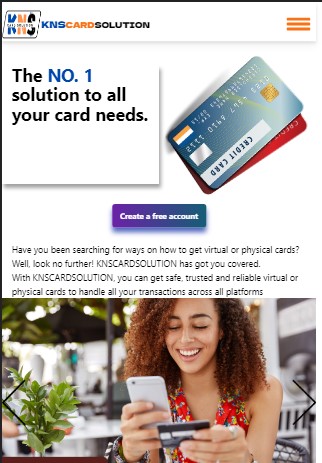 KNS
KNSCARDSOLUTION
The NO. 1
solution to all
your card needs.
CREDIT CARD
Create a free account
Have you been searching for ways on how to get virtual or physical cards?
Well, look no further! KNSCARDSOLUTION has got you covered.
With KNSCARDSOLUTION, you can get safe, trusted and reliable virtual or
physical cards to handle all your transactions across all platforms